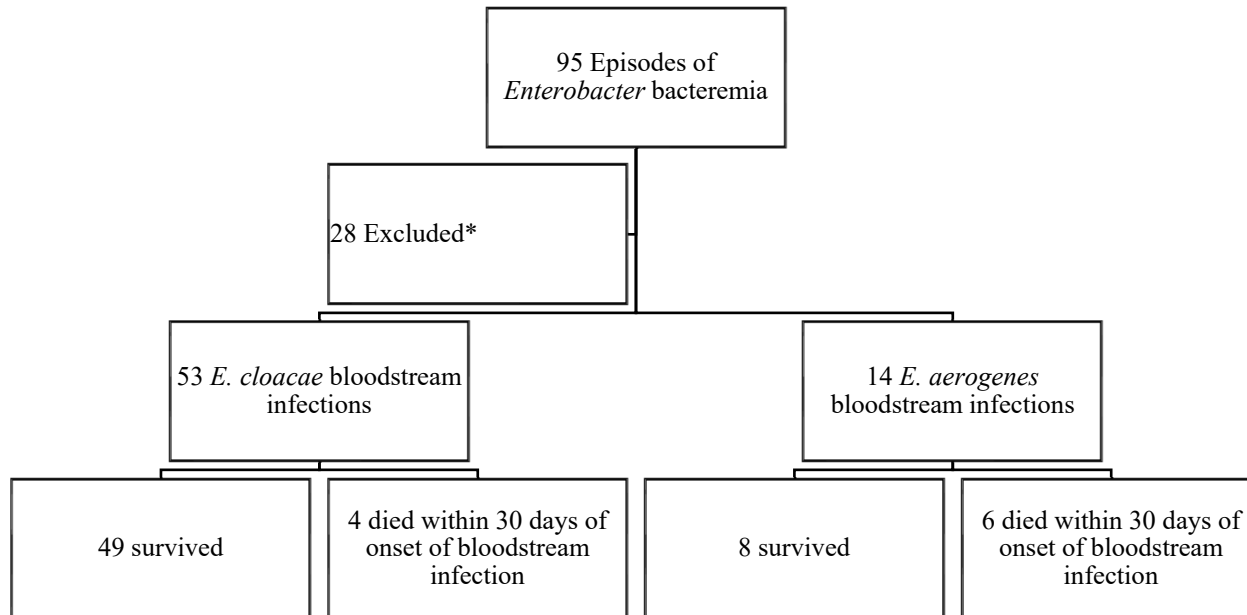 95 Episodes of
Enterobacter bacteremia
28 Excluded*
53 E. cloacae bloodstream
infections
14 E. aerogenes
bloodstream infections
49 survived
4 died within 30 days of
onset of bloodstream
infection
8 survived
6 died within 30 days of
onset of bloodstream
infection